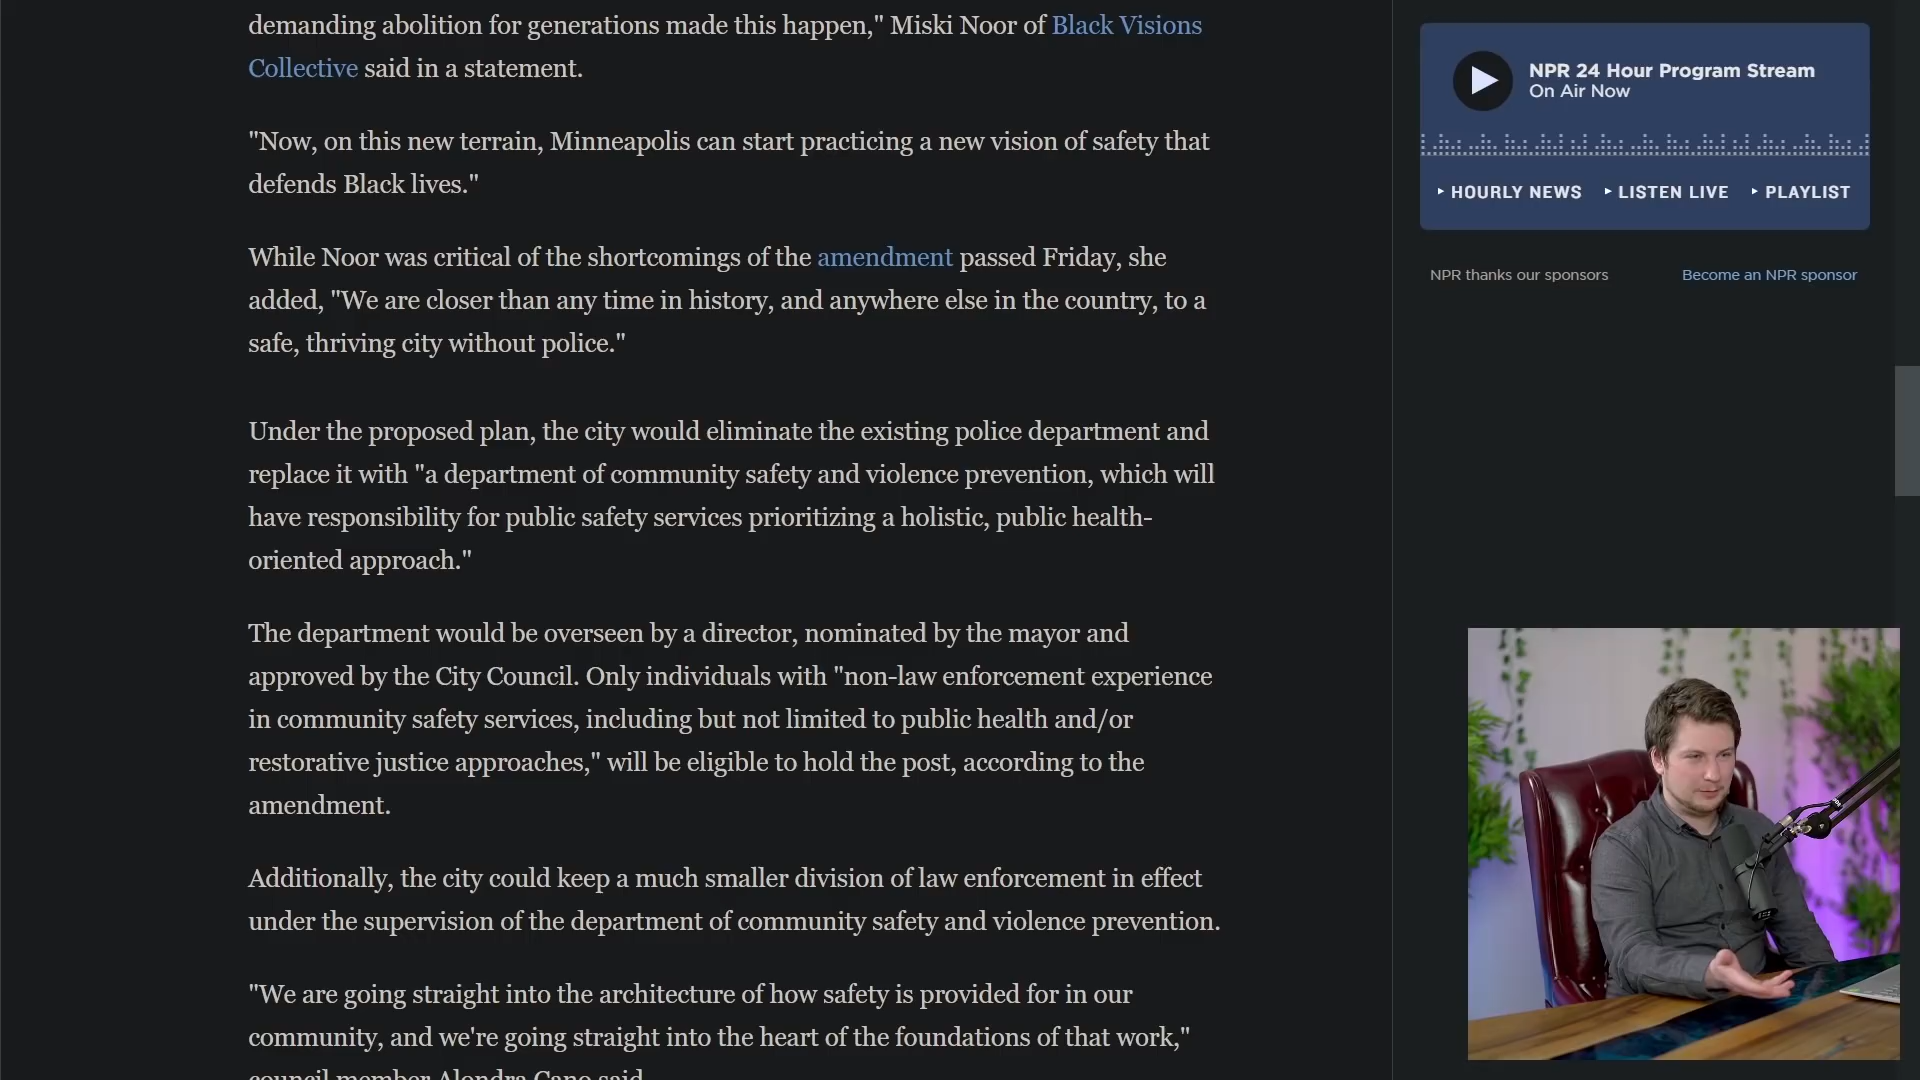 demanding abolition for generations made this happen," Miski Noor of Black Visions
Collective said in a statement.
"Now, on this new terrain, Minneapolis can start practicing a new vision of safety that
defends Black lives."
While Noor was critical of the shortcomings of the amendment passed Friday, she
added, "We are closer than any time in history, and anywhere else in the country, to a
safe, thriving city without police."
Under the proposed plan, the city would eliminate the existing police department and
replace it with "a department of community safety and violence prevention, which will
have responsibility for public safety services prioritizing a holistic, public health-
oriented approach."
The department would be overseen by a director, nominated by the mayor and
approved by the City Council. Only individuals with "non-law enforcement experience
in community safety services, including but not limited to public health and/or
restorative justice approaches," will be eligible to hold the post, according to the
amendment.
Additionally, the city could keep a much smaller division of law enforcement in effect
under the supervision of the department of community safety and violence prevention.
"We are going straight into the architecture of how safety is provided for in our
community, and we're going straight into the heart of the foundations of that work,"
council member Alondra Cano said
NPR 24 Hour Program Stream
On Air Now
HOURLY NEWS LISTEN LIVE PLAYLIST
NPR thanks our sponsors Become an NPR sponsor